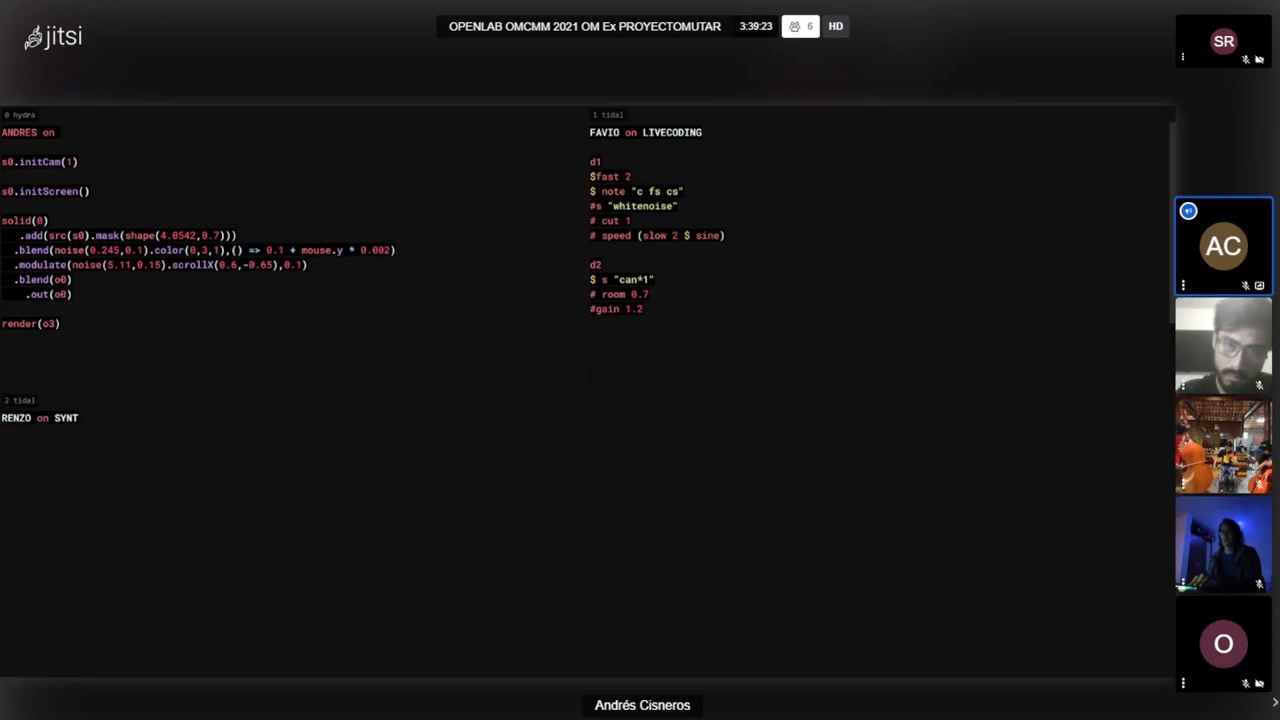 jitsi
OPENLAB OMCMM 2021 OM Ex PROYECTOMUTAR 3:39:23 6 HD
SR
0 hydra
ANDRES on
s0.initCam(1)
s0.initScreen()
solid(0)
.add(src(s0).mask(shape(4.0542,0.7)))
.blend(noise(0.245,0.1).color(0,3,1),() => 0.1 + mouse.y * 0.002)
.modulate(noise(5.11,0.15).scrollX(0.6,-0.65),0.1)
.blend(o0)
.out(o0)
render(o3)
1 tidal
FAVIO on LIVECODING
d1
$fast 2
$ note "c fs cs"
#s "whitenoise"
# cut 1
# speed (slow 2 $ sine)
d2
$ s "can*1"
# room 0.7
#gain 1.2
2 tidal
RENZO on SYNT
AC
O
Andrés Cisneros